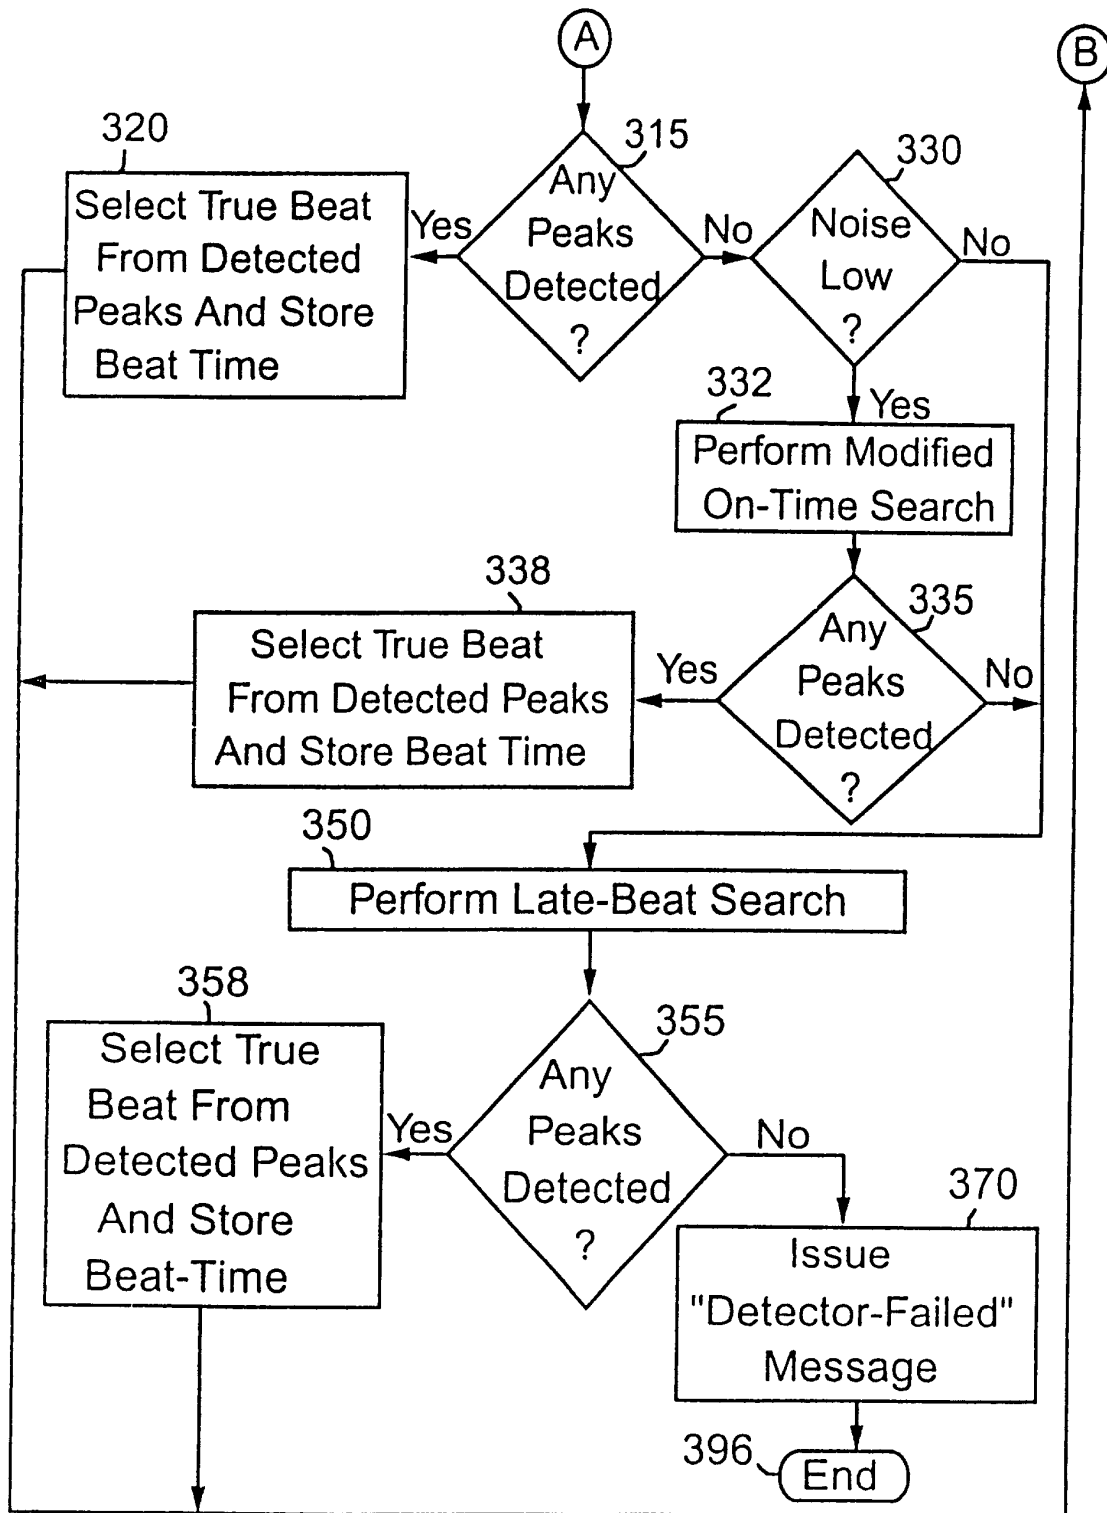 A
B
320
315
330
Select True Beat
From Detected
Peaks And Store
Beat Time
Yes
Any
Peaks
Detected
?
No
Noise
Low
?
No
Yes
332
Perform Modified
On-Time Search
338
335
Select True Beat
From Detected Peaks
And Store Beat Time
Yes
Any
Peaks
Detected
?
No
350
Perform Late-Beat Search
358
355
Select True
Beat From
Detected Peaks
And Store
Beat-Time
Yes
Any
Peaks
Detected
?
No
370
Issue
"Detector-Failed"
Message
396
End